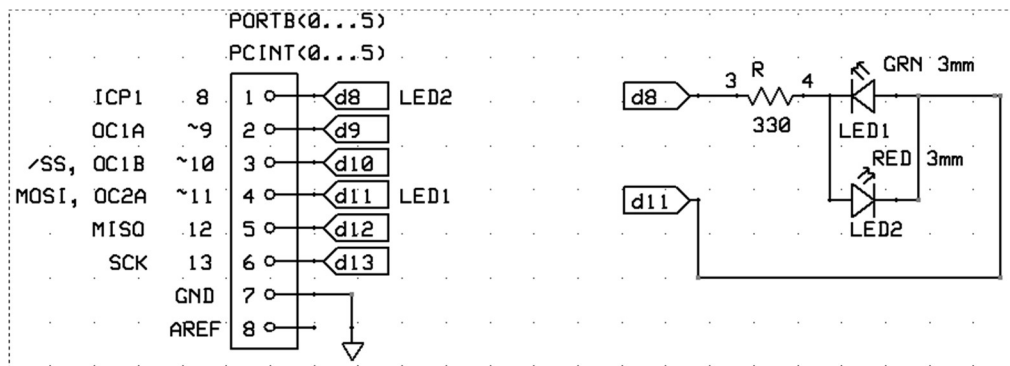 PORTB(0...5)
PCINT(0...5)
ICP1 8 1 d8 LED2
OC1A ~9 2 d9
/SS, OC1B ~10 3 d10
MOSI, OC2A ~11 4 d11 LED1
MISO 12 5 d12
SCK 13 6 d13
GND 7
AREF 8
d8 3 R 4 GRN 3mm
330 LED1
RED 3mm
d11 LED2